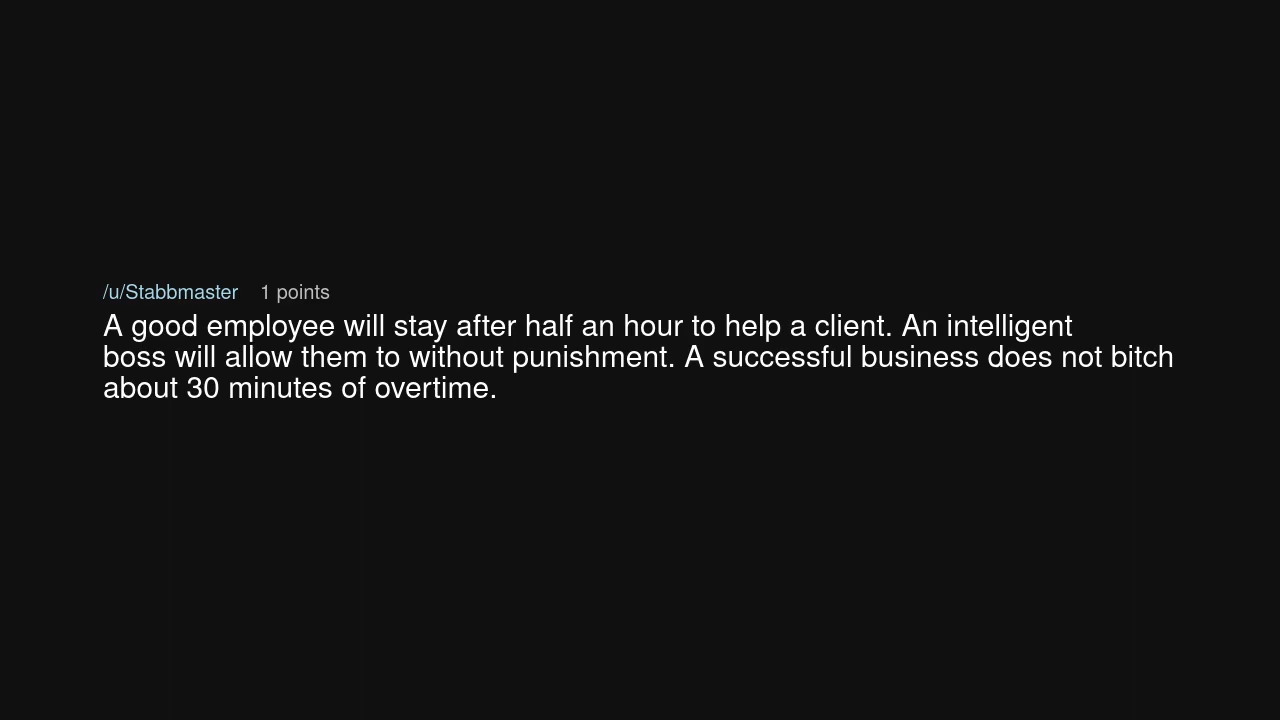 /u/Stabbmaster 1 points
A good employee will stay after half an hour to help a client. An intelligent
boss will allow them to without punishment. A successful business does not bitch
about 30 minutes of overtime.